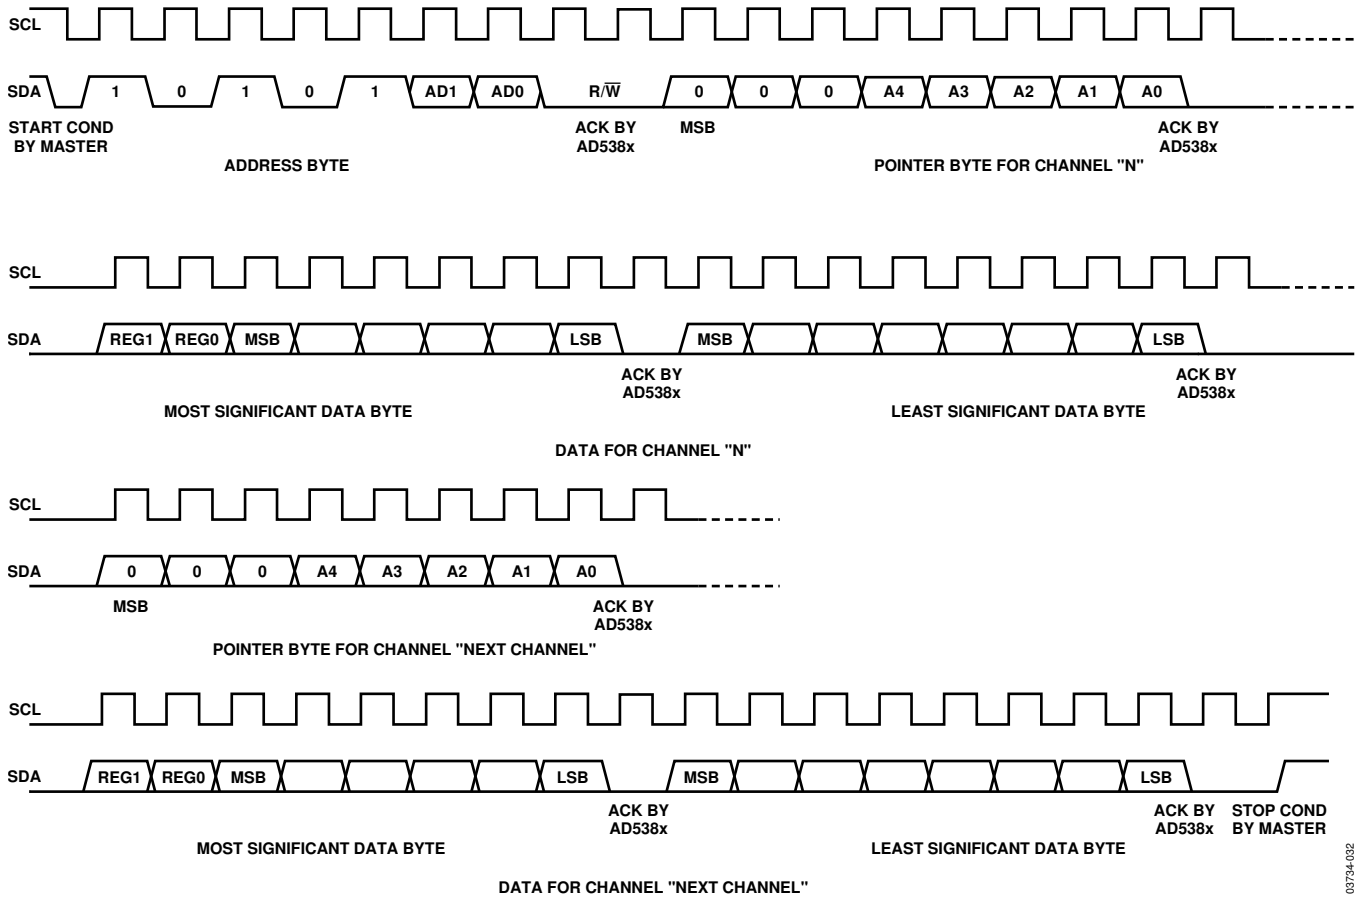 SCL
SDA 1 0 1 0 1 AD1 AD0 R/W̅ 0 0 0 A4 A3 A2 A1 A0
START COND
BY MASTER
ACK BY
AD538x
MSB
ACK BY
AD538x
ADDRESS BYTE
POINTER BYTE FOR CHANNEL "N"
SCL
SDA REG1 REG0 MSB LSB MSB LSB
ACK BY
AD538x
ACK BY
AD538x
MOST SIGNIFICANT DATA BYTE
LEAST SIGNIFICANT DATA BYTE
DATA FOR CHANNEL "N"
SCL
SDA 0 0 0 A4 A3 A2 A1 A0
MSB
ACK BY
AD538x
POINTER BYTE FOR CHANNEL "NEXT CHANNEL"
SCL
SDA REG1 REG0 MSB LSB MSB LSB
ACK BY
AD538x
ACK BY
AD538x
STOP COND
BY MASTER
MOST SIGNIFICANT DATA BYTE
LEAST SIGNIFICANT DATA BYTE
DATA FOR CHANNEL "NEXT CHANNEL"
03734-032